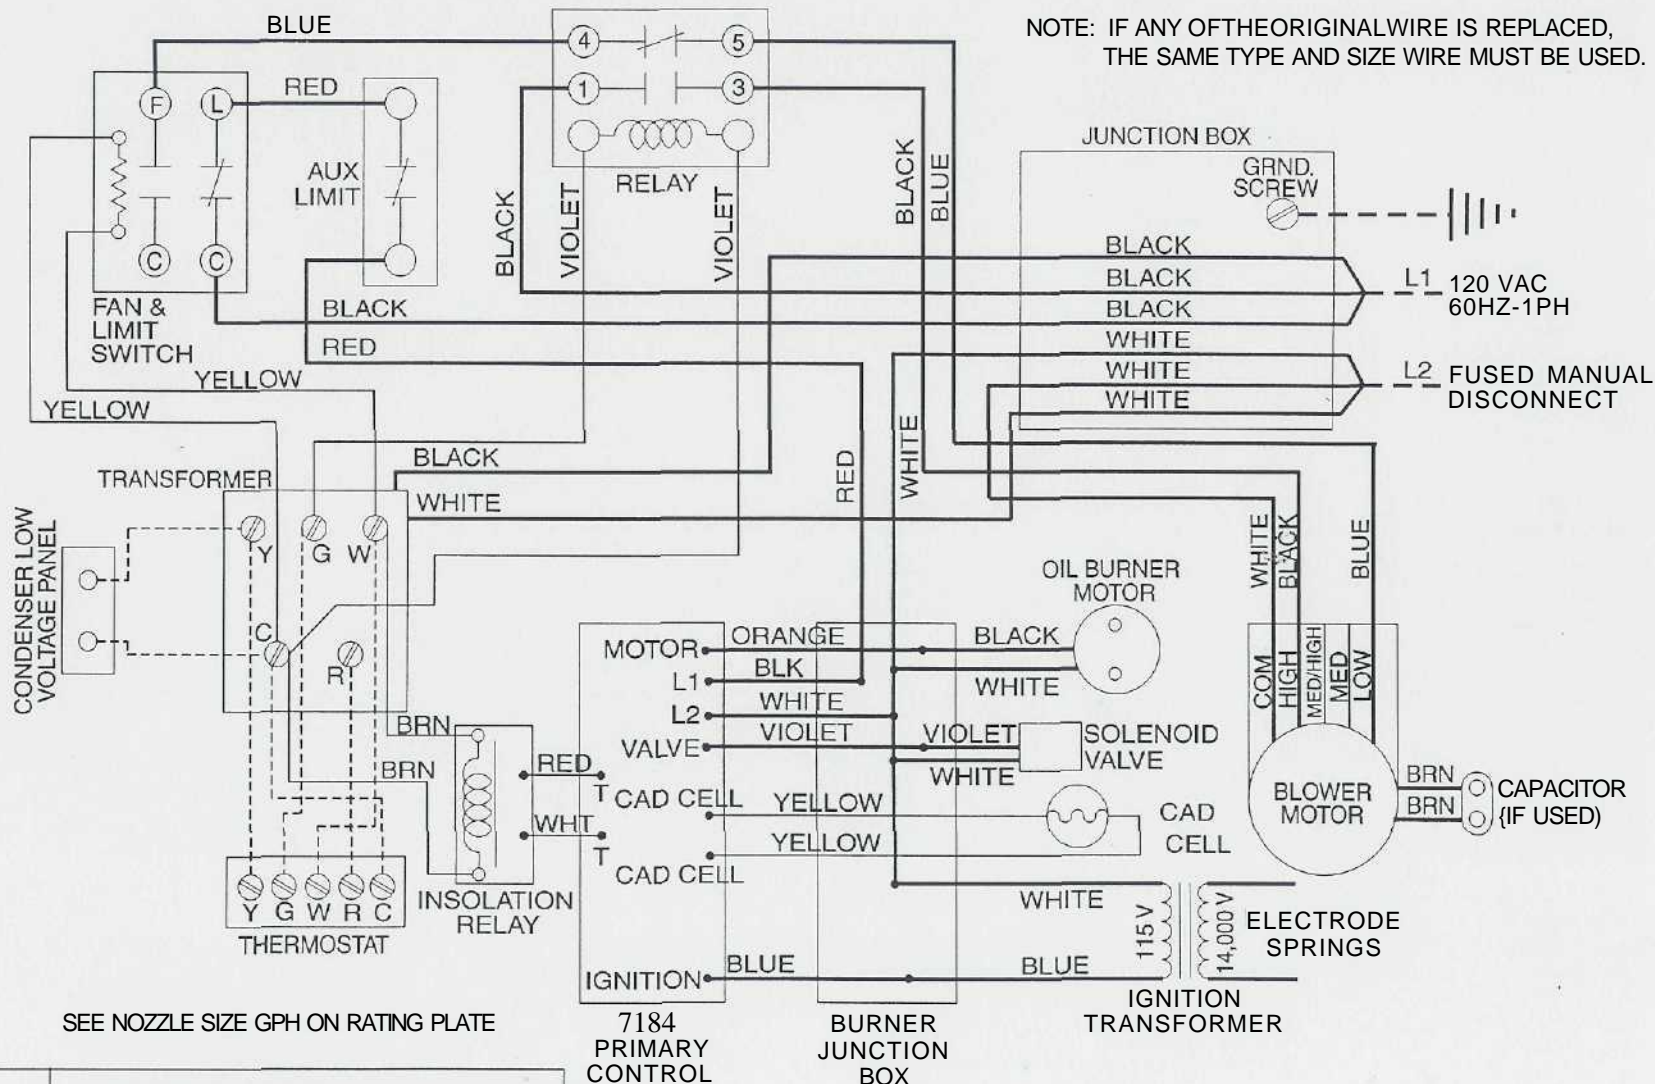 BLUE
NOTE: IF ANY OFTHEORIGINALWIRE IS REPLACED,
THE SAME TYPE AND SIZE WIRE MUST BE USED.
4
5
1
3
RED
F
L
AUX
LIMIT
C
C
FAN &
LIMIT
SWITCH
RELAY
BLACK
VIOLET
VIOLET
BLACK
BLUE
JUNCTION BOX
GRND.
SCREW
BLACK
BLACK
BLACK
WHITE
WHITE
WHITE
L1
120 VAC
60HZ-1PH
L2
FUSED MANUAL
DISCONNECT
BLACK
RED
YELLOW
YELLOW
BLACK
WHITE
RED
WHITE
TRANSFORMER
CONDENSER LOW
VOLTAGE PANEL
Y
G
W
C
R
BRN
BRN
Y G W R C
THERMOSTAT
INSOLATION
RELAY
RED
T
WHT
T
MOTOR
L1
L2
VALVE
CAD CELL
CAD CELL
IGNITION
ORANGE
BLK
WHITE
VIOLET
YELLOW
YELLOW
BLUE
7184
PRIMARY
CONTROL
BURNER
JUNCTION
BOX
OIL BURNER
MOTOR
BLACK
WHITE
VIOLET
WHITE
SOLENOID
VALVE
CAD
CELL
WHITE
BLUE
115 V
14,000 V
ELECTRODE
SPRINGS
IGNITION
TRANSFORMER
WHITE
BLACK
BLUE
COM
HIGH
MED/HIGH
MED
LOW
BLOWER
MOTOR
BRN
BRN
CAPACITOR
{IF USED)
SEE NOZZLE SIZE GPH ON RATING PLATE